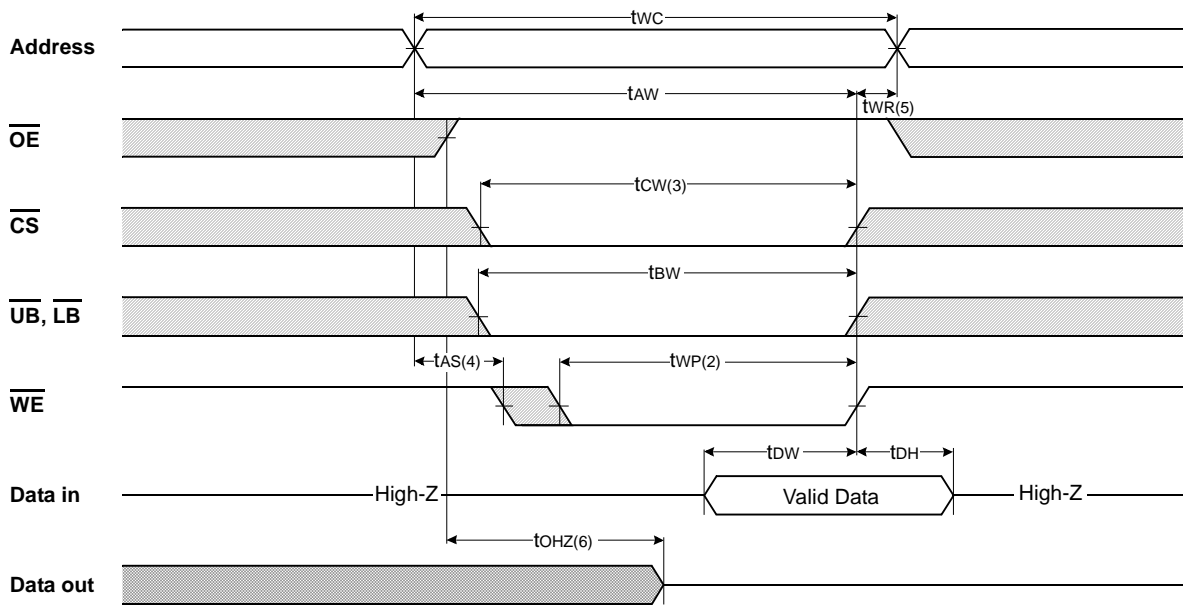 tWC
Address
tAW
tWR(5)
OE
tCW(3)
CS
tBW
UB, LB
tAS(4)
tWP(2)
WE
tDW
tDH
Data in
High-Z
Valid Data
High-Z
tOHZ(6)
Data out